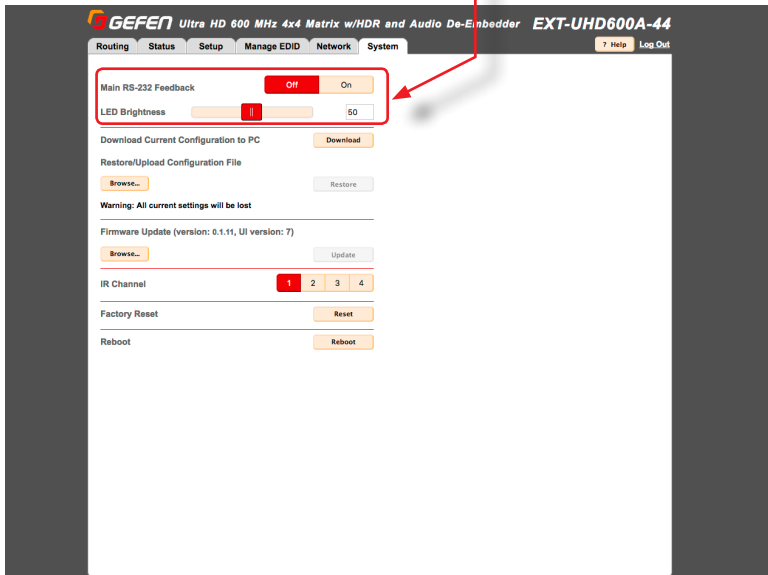 GEFEN Ultra HD 600 MHz 4x4 Matrix w/HDR and Audio De-Embedder EXT-UHD600A-44
Routing Status Setup Manage EDID Network System ? Help Log Out
Main RS-232 Feedback Off On
LED Brightness 50
Download Current Configuration to PC Download
Restore/Upload Configuration File
Browse... Restore
Warning: All current settings will be lost
Firmware Update (version: 0.1.11, UI version: 7)
Browse... Update
IR Channel 1 2 3 4
Factory Reset Reset
Reboot Reboot